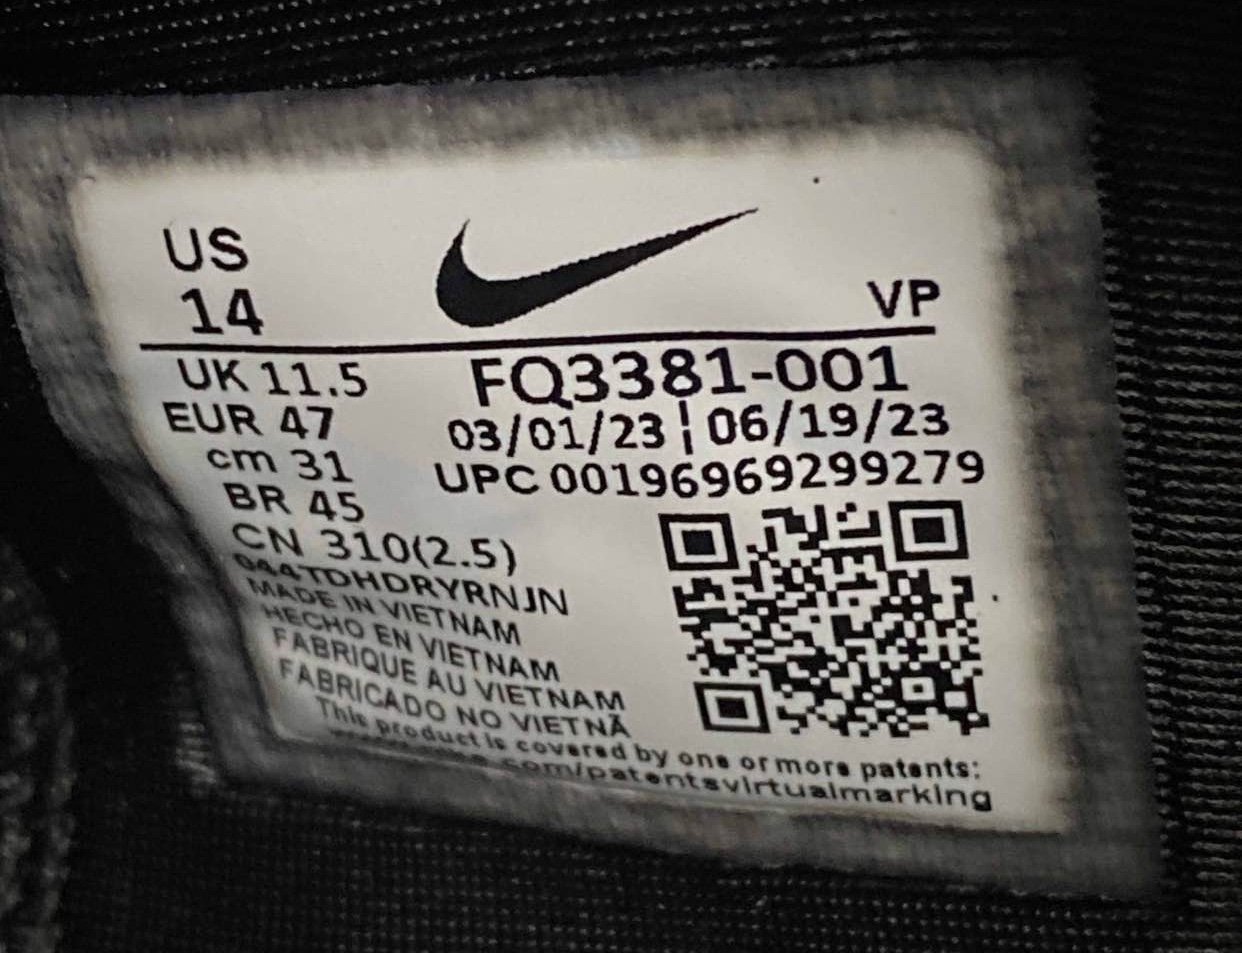 US
14
VP
UK 11.5
EUR 47
cm 31
BR 45
CN 310(2.5)
FQ3381-001
03/01/23 ¦ 06/19/23
UPC 00196969299279
044TDHDRYRNJN
MADE IN VIETNAM
HECHO EN VIETNAM
FABRIQUE AU VIETNAM
FABRICADO NO VIETNÃ
This product is covered by one or more patents: